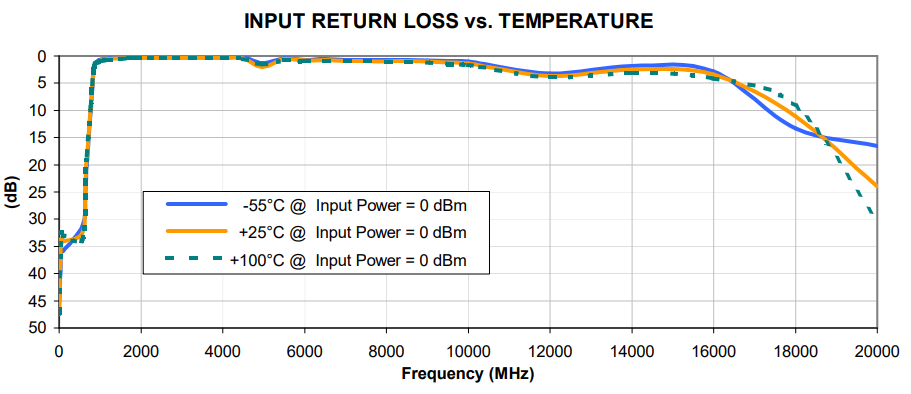 INPUT RETURN LOSS vs. TEMPERATURE
0
5
10
15
20
25
30
35
40
45
50
(dB)
-55°C @ Input Power = 0 dBm
+25°C @ Input Power = 0 dBm
+100°C @ Input Power = 0 dBm
0 2000 4000 6000 8000 10000 12000 14000 16000 18000 20000
Frequency (MHz)